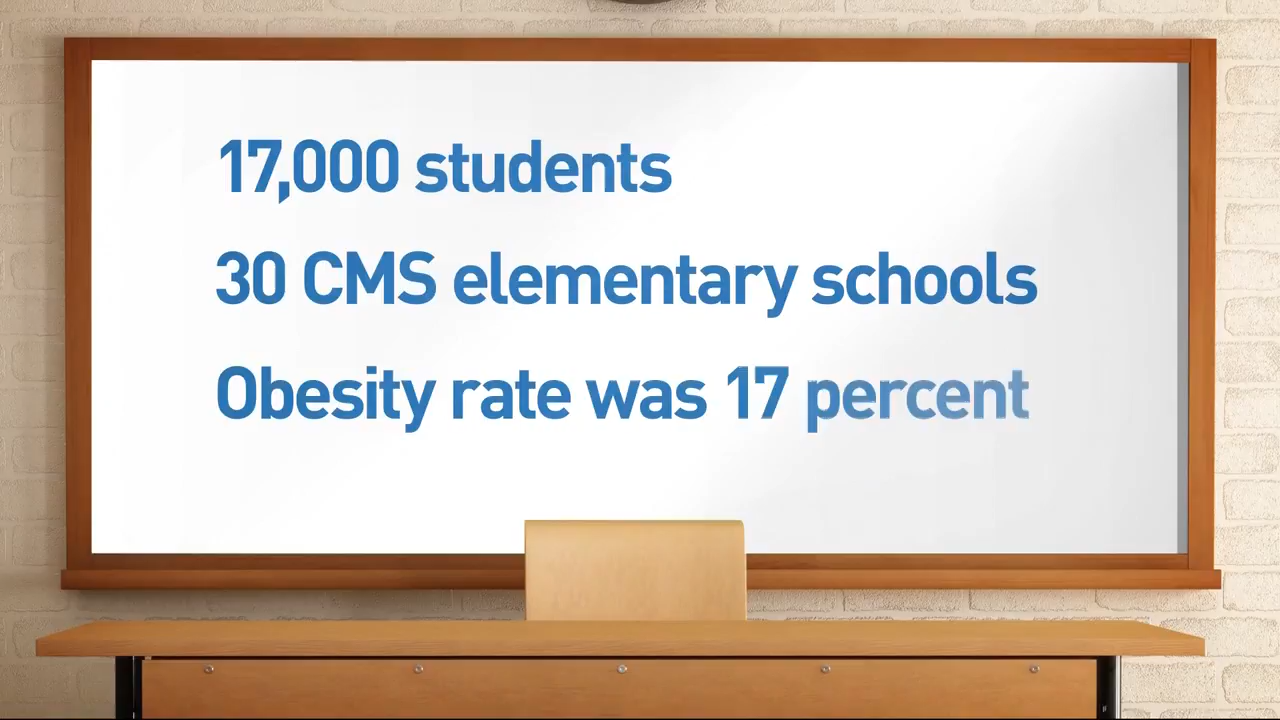 17,000 students
30 CMS elementary schools
Obesity rate was 17 percent